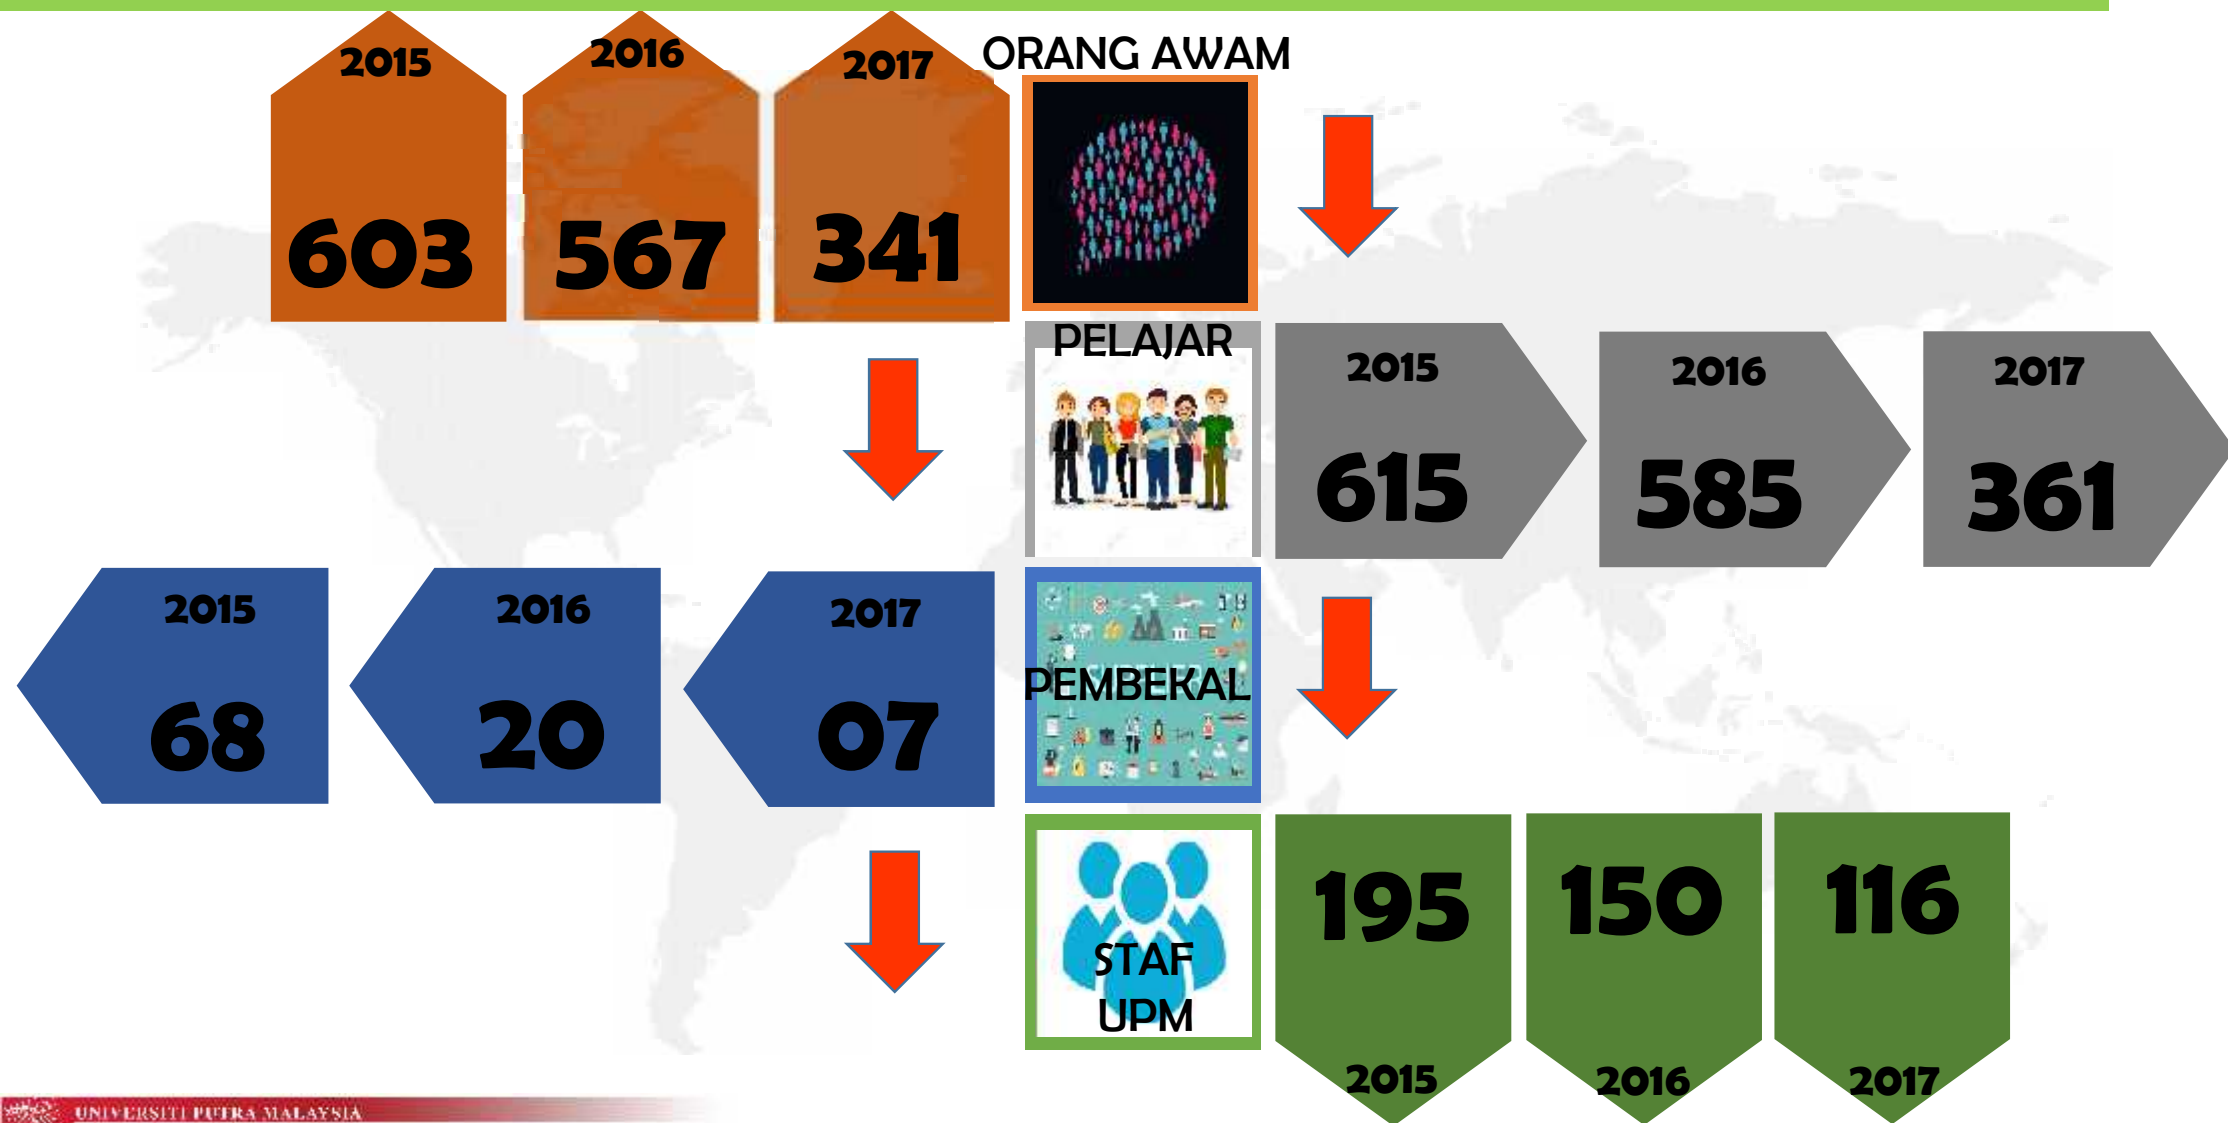 2015 2016 2017 ORANG AWAM
603 567 341
PELAJAR
2015 2016 2017
615 585 361
2015 2016 2017
PEMBEKAL
68 20 07
195 150 116
STAF
UPM
2015 2016 2017
UNIVERSITI PUTRA MALAYSIA